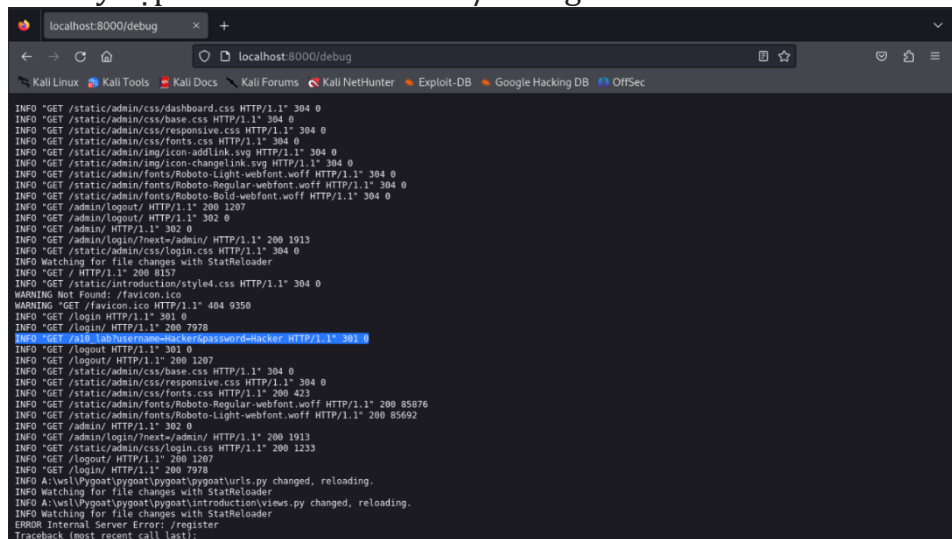 localhost:8000/debug
localhost:8000/debug
Kali Linux Kali Tools Kali Docs Kali Forums Kali NetHunter Exploit-DB Google Hacking DB OffSec
INFO "GET /static/admin/css/dashboard.css HTTP/1.1" 304 0
INFO "GET /static/admin/css/base.css HTTP/1.1" 304 0
INFO "GET /static/admin/css/responsive.css HTTP/1.1" 304 0
INFO "GET /static/admin/css/fonts.css HTTP/1.1" 304 0
INFO "GET /static/admin/img/icon-addlink.svg HTTP/1.1" 304 0
INFO "GET /static/admin/img/icon-changelink.svg HTTP/1.1" 304 0
INFO "GET /static/admin/fonts/Roboto-Light-webfont.woff HTTP/1.1" 304 0
INFO "GET /static/admin/fonts/Roboto-Regular-webfont.woff HTTP/1.1" 304 0
INFO "GET /static/admin/fonts/Roboto-Bold-webfont.woff HTTP/1.1" 304 0
INFO "GET /admin/logout/ HTTP/1.1" 200 1207
INFO "GET /admin/logout/ HTTP/1.1" 302 0
INFO "GET /admin/ HTTP/1.1" 302 0
INFO "GET /admin/login/?next=/admin/ HTTP/1.1" 200 1913
INFO "GET /static/admin/css/login.css HTTP/1.1" 304 0
INFO Watching for file changes with StatReloader
INFO "GET / HTTP/1.1" 200 8157
INFO "GET /static/introduction/style4.css HTTP/1.1" 304 0
WARNING Not Found: /favicon.ico
WARNING "GET /favicon.ico HTTP/1.1" 404 9350
INFO "GET /login HTTP/1.1" 301 0
INFO "GET /login/ HTTP/1.1" 200 7978
INFO "GET /a10_lab?username=Hacker&password=Hacker HTTP/1.1" 301 0
INFO "GET /logout HTTP/1.1" 301 0
INFO "GET /logout/ HTTP/1.1" 200 1207
INFO "GET /static/admin/css/base.css HTTP/1.1" 304 0
INFO "GET /static/admin/css/responsive.css HTTP/1.1" 304 0
INFO "GET /static/admin/css/fonts.css HTTP/1.1" 200 423
INFO "GET /static/admin/fonts/Roboto-Regular-webfont.woff HTTP/1.1" 200 85876
INFO "GET /static/admin/fonts/Roboto-Light-webfont.woff HTTP/1.1" 200 85692
INFO "GET /admin/ HTTP/1.1" 302 0
INFO "GET /admin/login/?next=/admin/ HTTP/1.1" 200 1913
INFO "GET /static/admin/css/login.css HTTP/1.1" 200 1233
INFO "GET /logout/ HTTP/1.1" 200 1207
INFO "GET /login/ HTTP/1.1" 200 7978
INFO A:\wsl\Pygoat\pygoat\pygoat\urls.py changed, reloading.
INFO Watching for file changes with StatReloader
INFO A:\wsl\Pygoat\pygoat\introduction\views.py changed, reloading.
INFO Watching for file changes with StatReloader
ERROR Internal Server Error: /register
Traceback (most recent call last):